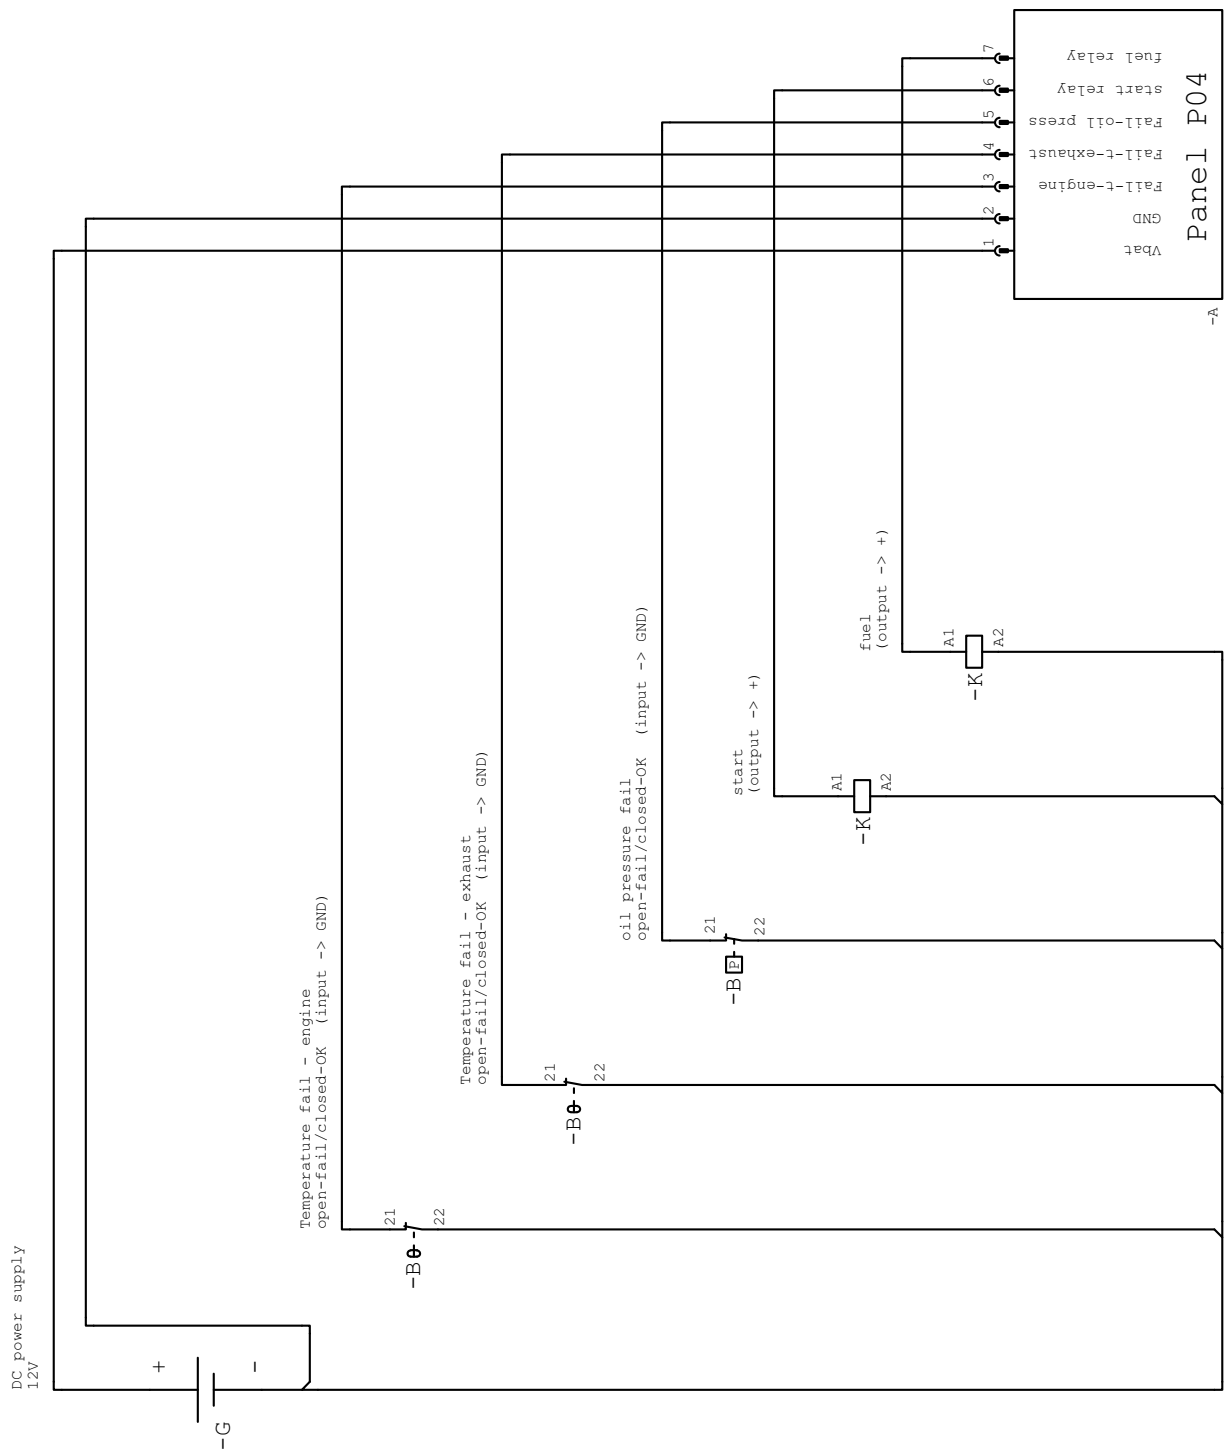 DC power supply
12V
+
-
-G
Temperature fail - engine
open-fail/closed-OK (input -> GND)
21
22
-Bθ
Temperature fail - exhaust
open-fail/closed-OK (input -> GND)
21
22
-Bθ
oil pressure fail
open-fail/closed-OK (input -> GND)
21
22
-B P
start
(output -> +)
A1
A2
-K
fuel
(output -> +)
A1
A2
-K
1
2
3
4
5
6
7
Vbat
GND
Fail-t-engine
Fail-t-exhaust
Fail-oil press
start relay
fuel relay
Panel P04
-A